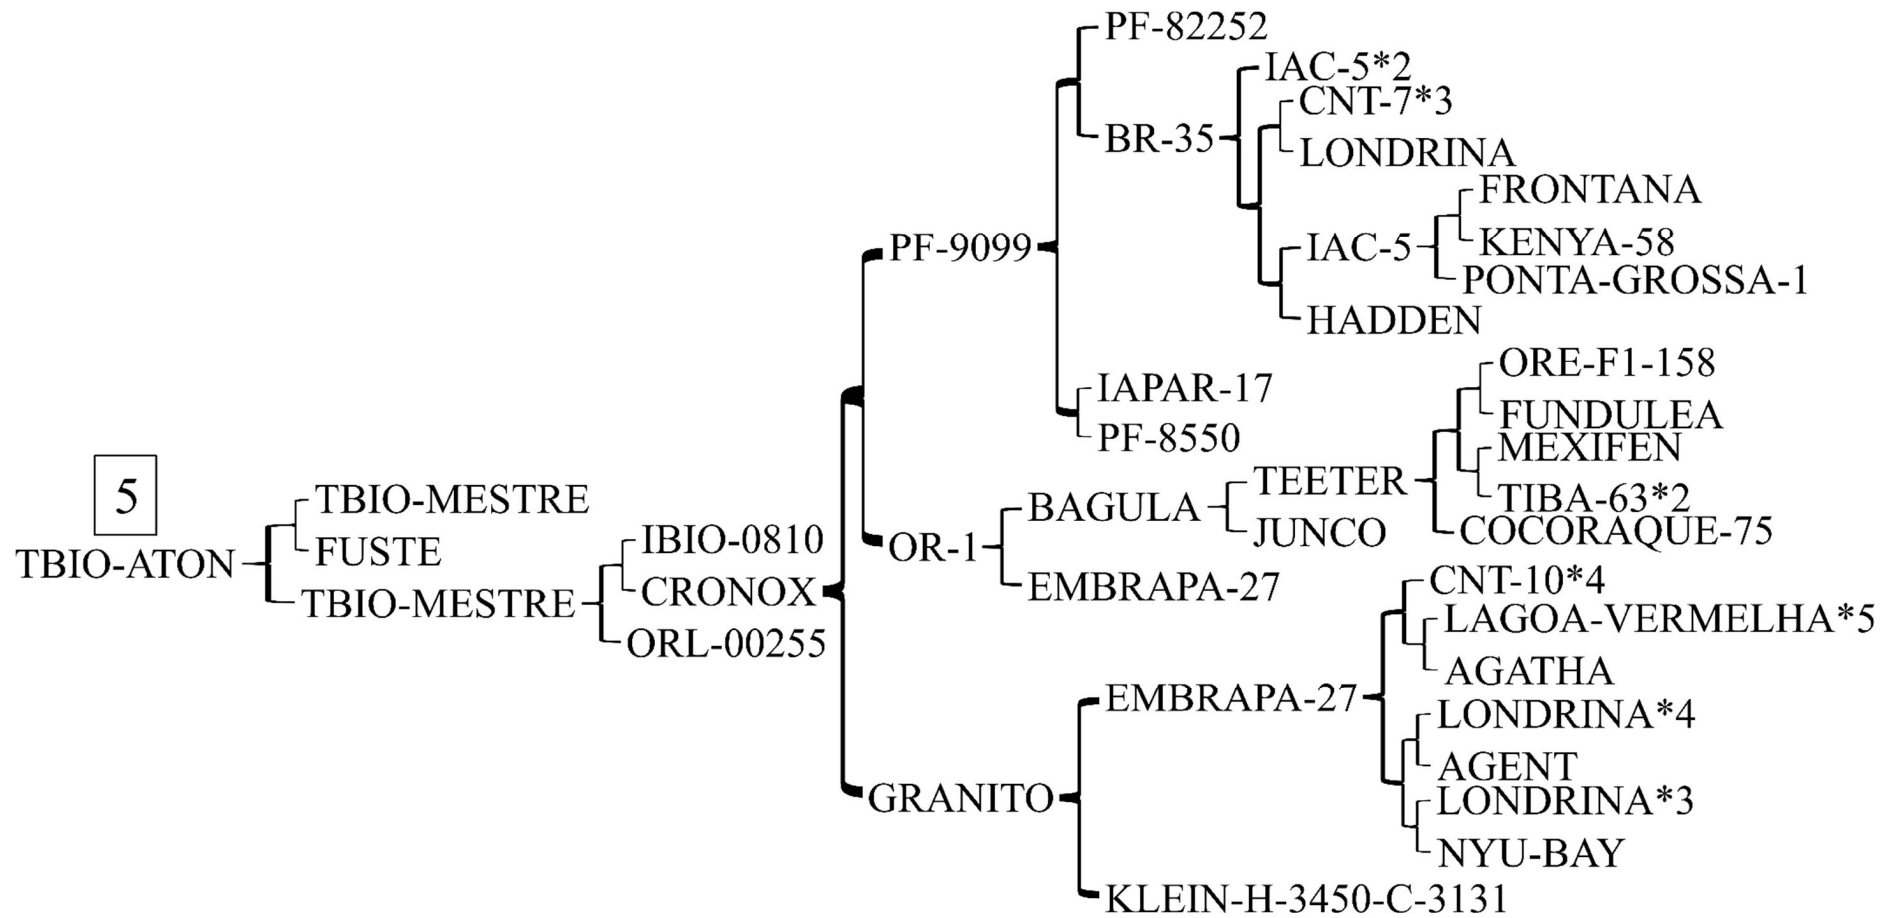 PF-82252
IAC-5*2
CNT-7*3
BR-35
LONDRINA
FRONTANA
PF-9099
IAC-5
KENYA-58
PONTA-GROSSA-1
HADDEN
ORE-F1-158
IAPAR-17
FUNDULEA
PF-8550
MEXIFEN
5
TBIO-MESTRE
TEETER
TIBA-63*2
BAGULA
COCORAQUE-75
JUNCO
IBIO-0810
OR-1
FUSTE
TBIO-ATON
EMBRAPA-27
CNT-10*4
CRONOX
TBIO-MESTRE
LAGOA-VERMELHA*5
ORL-00255
AGATHA
EMBRAPA-27
LONDRINA*4
AGENT
GRANITO
LONDRINA*3
NYU-BAY
KLEIN-H-3450-C-3131